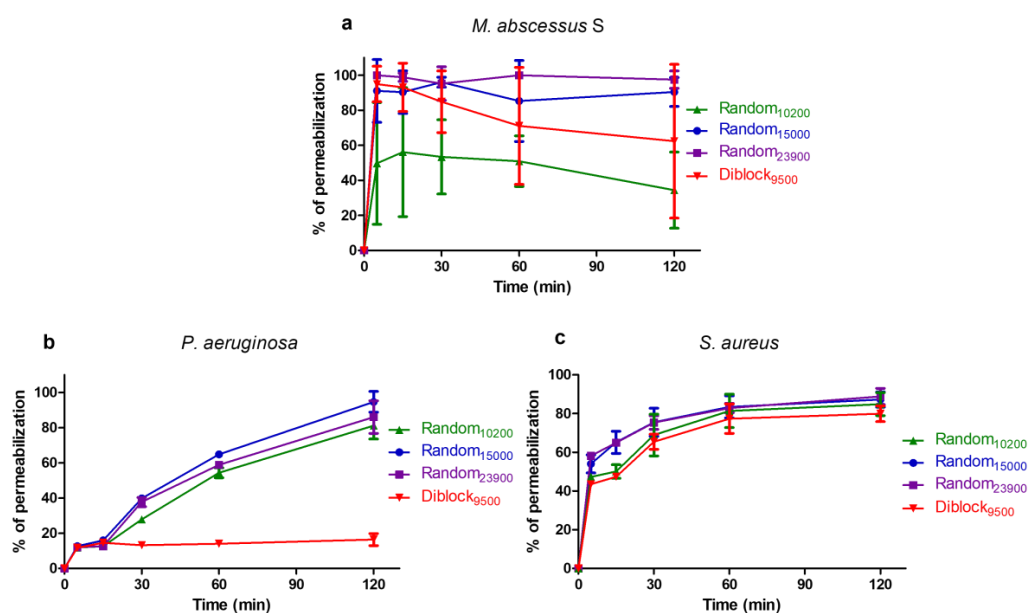 a
M. abscessus S
% of permeabilization
100
80
60
40
20
0
0 30 60 90 120
Time (min)
Random10200
Random15000
Random23900
Diblock9500
b
P. aeruginosa
% of permeabilization
100
80
60
40
20
0
0 30 60 90 120
Time (min)
Random10200
Random15000
Random23900
Diblock9500
c
S. aureus
% of permeabilization
100
80
60
40
20
0
0 30 60 90 120
Time (min)
Random10200
Random15000
Random23900
Diblock9500